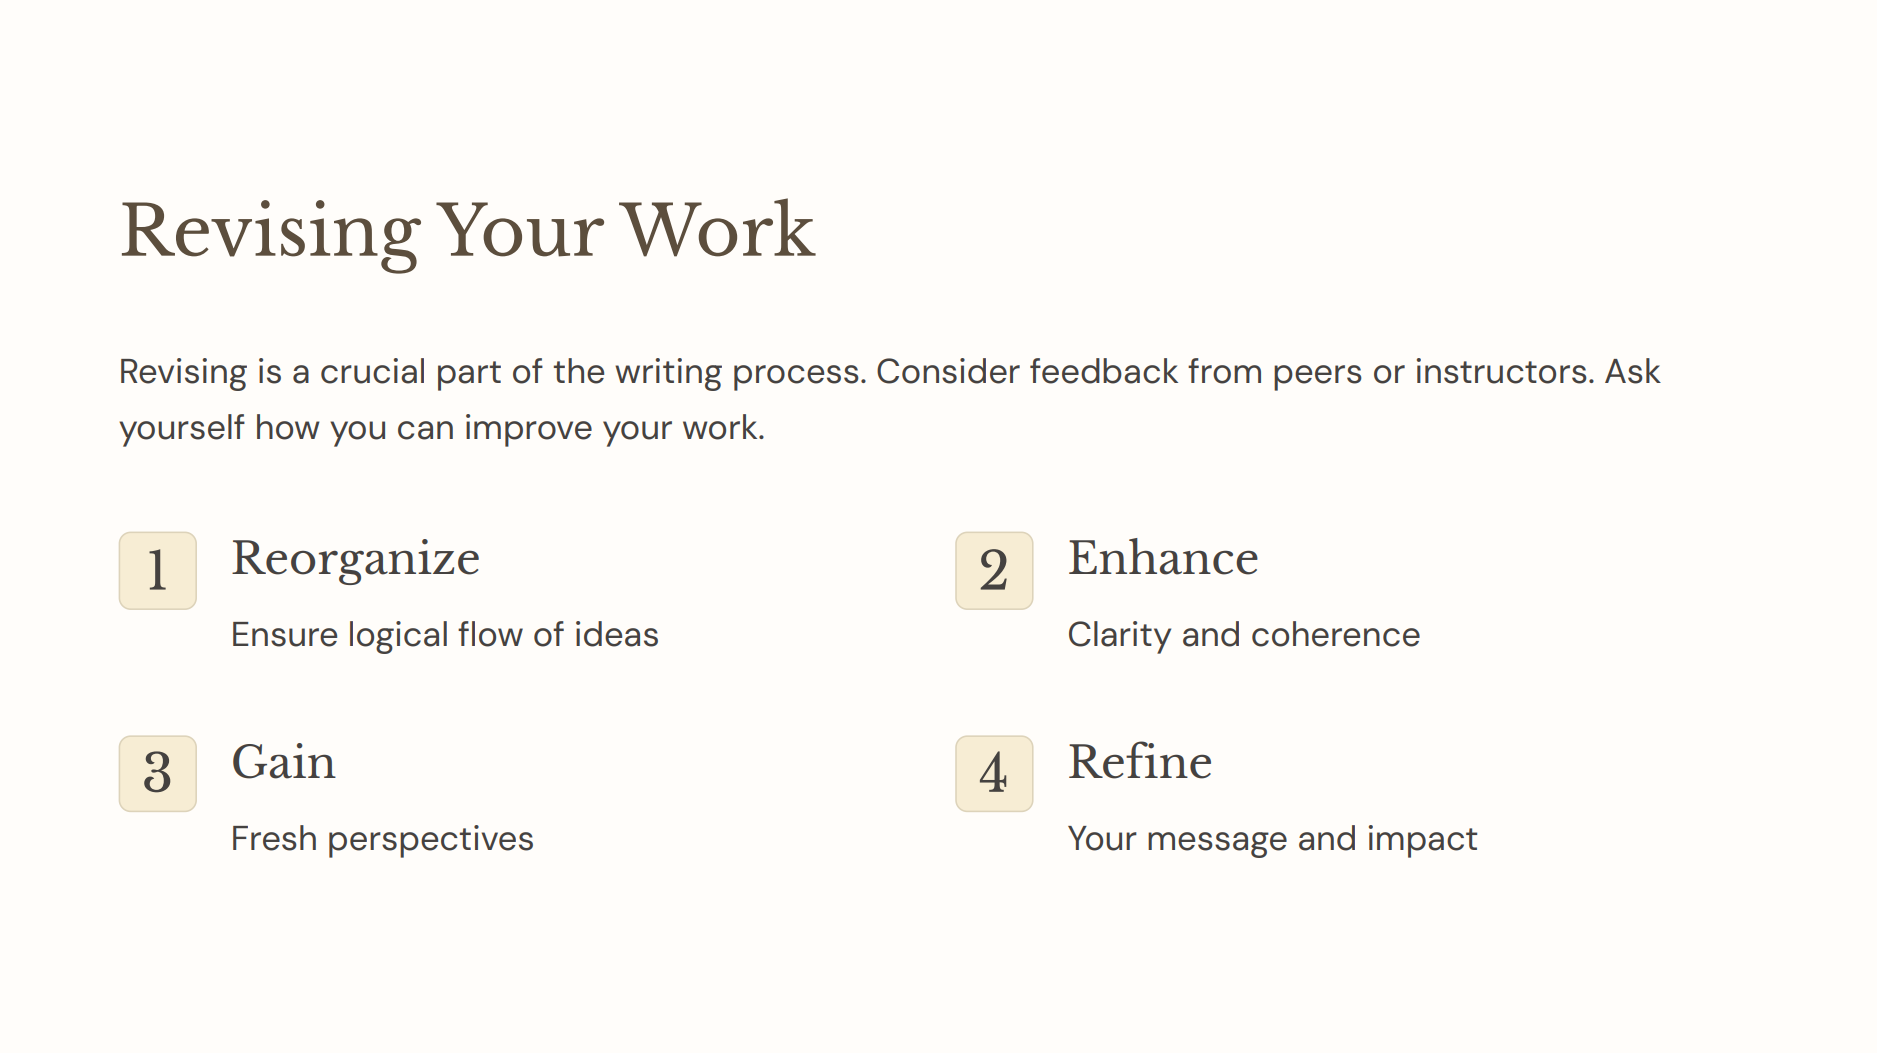 Revising Your Work
Revising is a crucial part of the writing process. Consider feedback from peers or instructors. Ask
yourself how you can improve your work.
1 Reorganize
Ensure logical flow of ideas
2 Enhance
Clarity and coherence
3 Gain
Fresh perspectives
4 Refine
Your message and impact